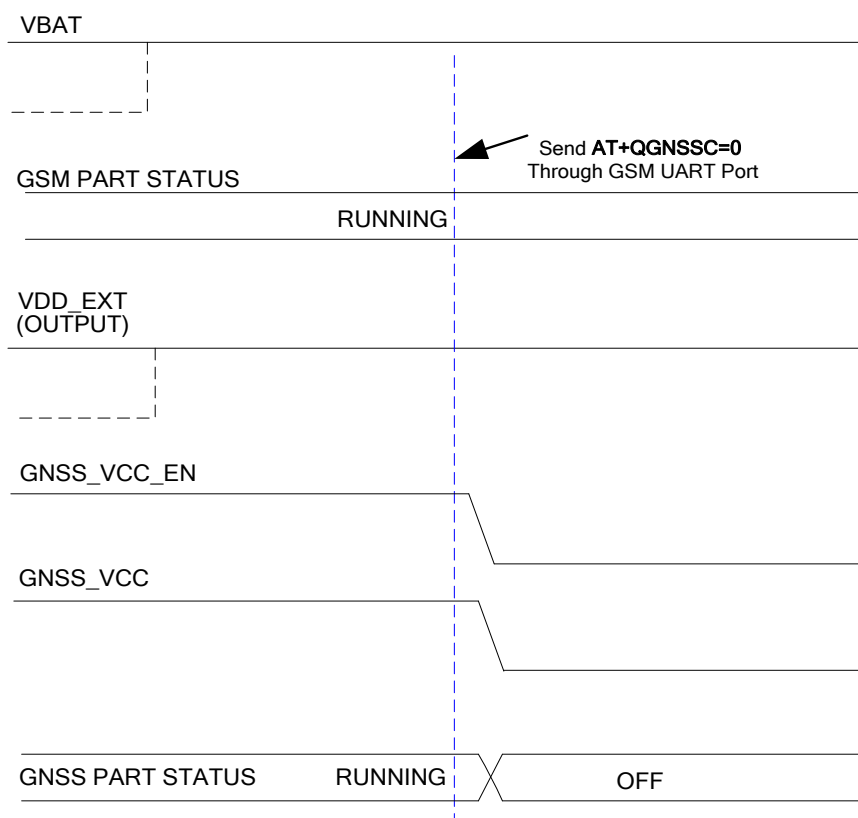 VBAT
Send AT+QGNSSC=0
Through GSM UART Port
GSM PART STATUS
RUNNING
VDD_EXT
(OUTPUT)
GNSS_VCC_EN
GNSS_VCC
GNSS PART STATUS RUNNING OFF